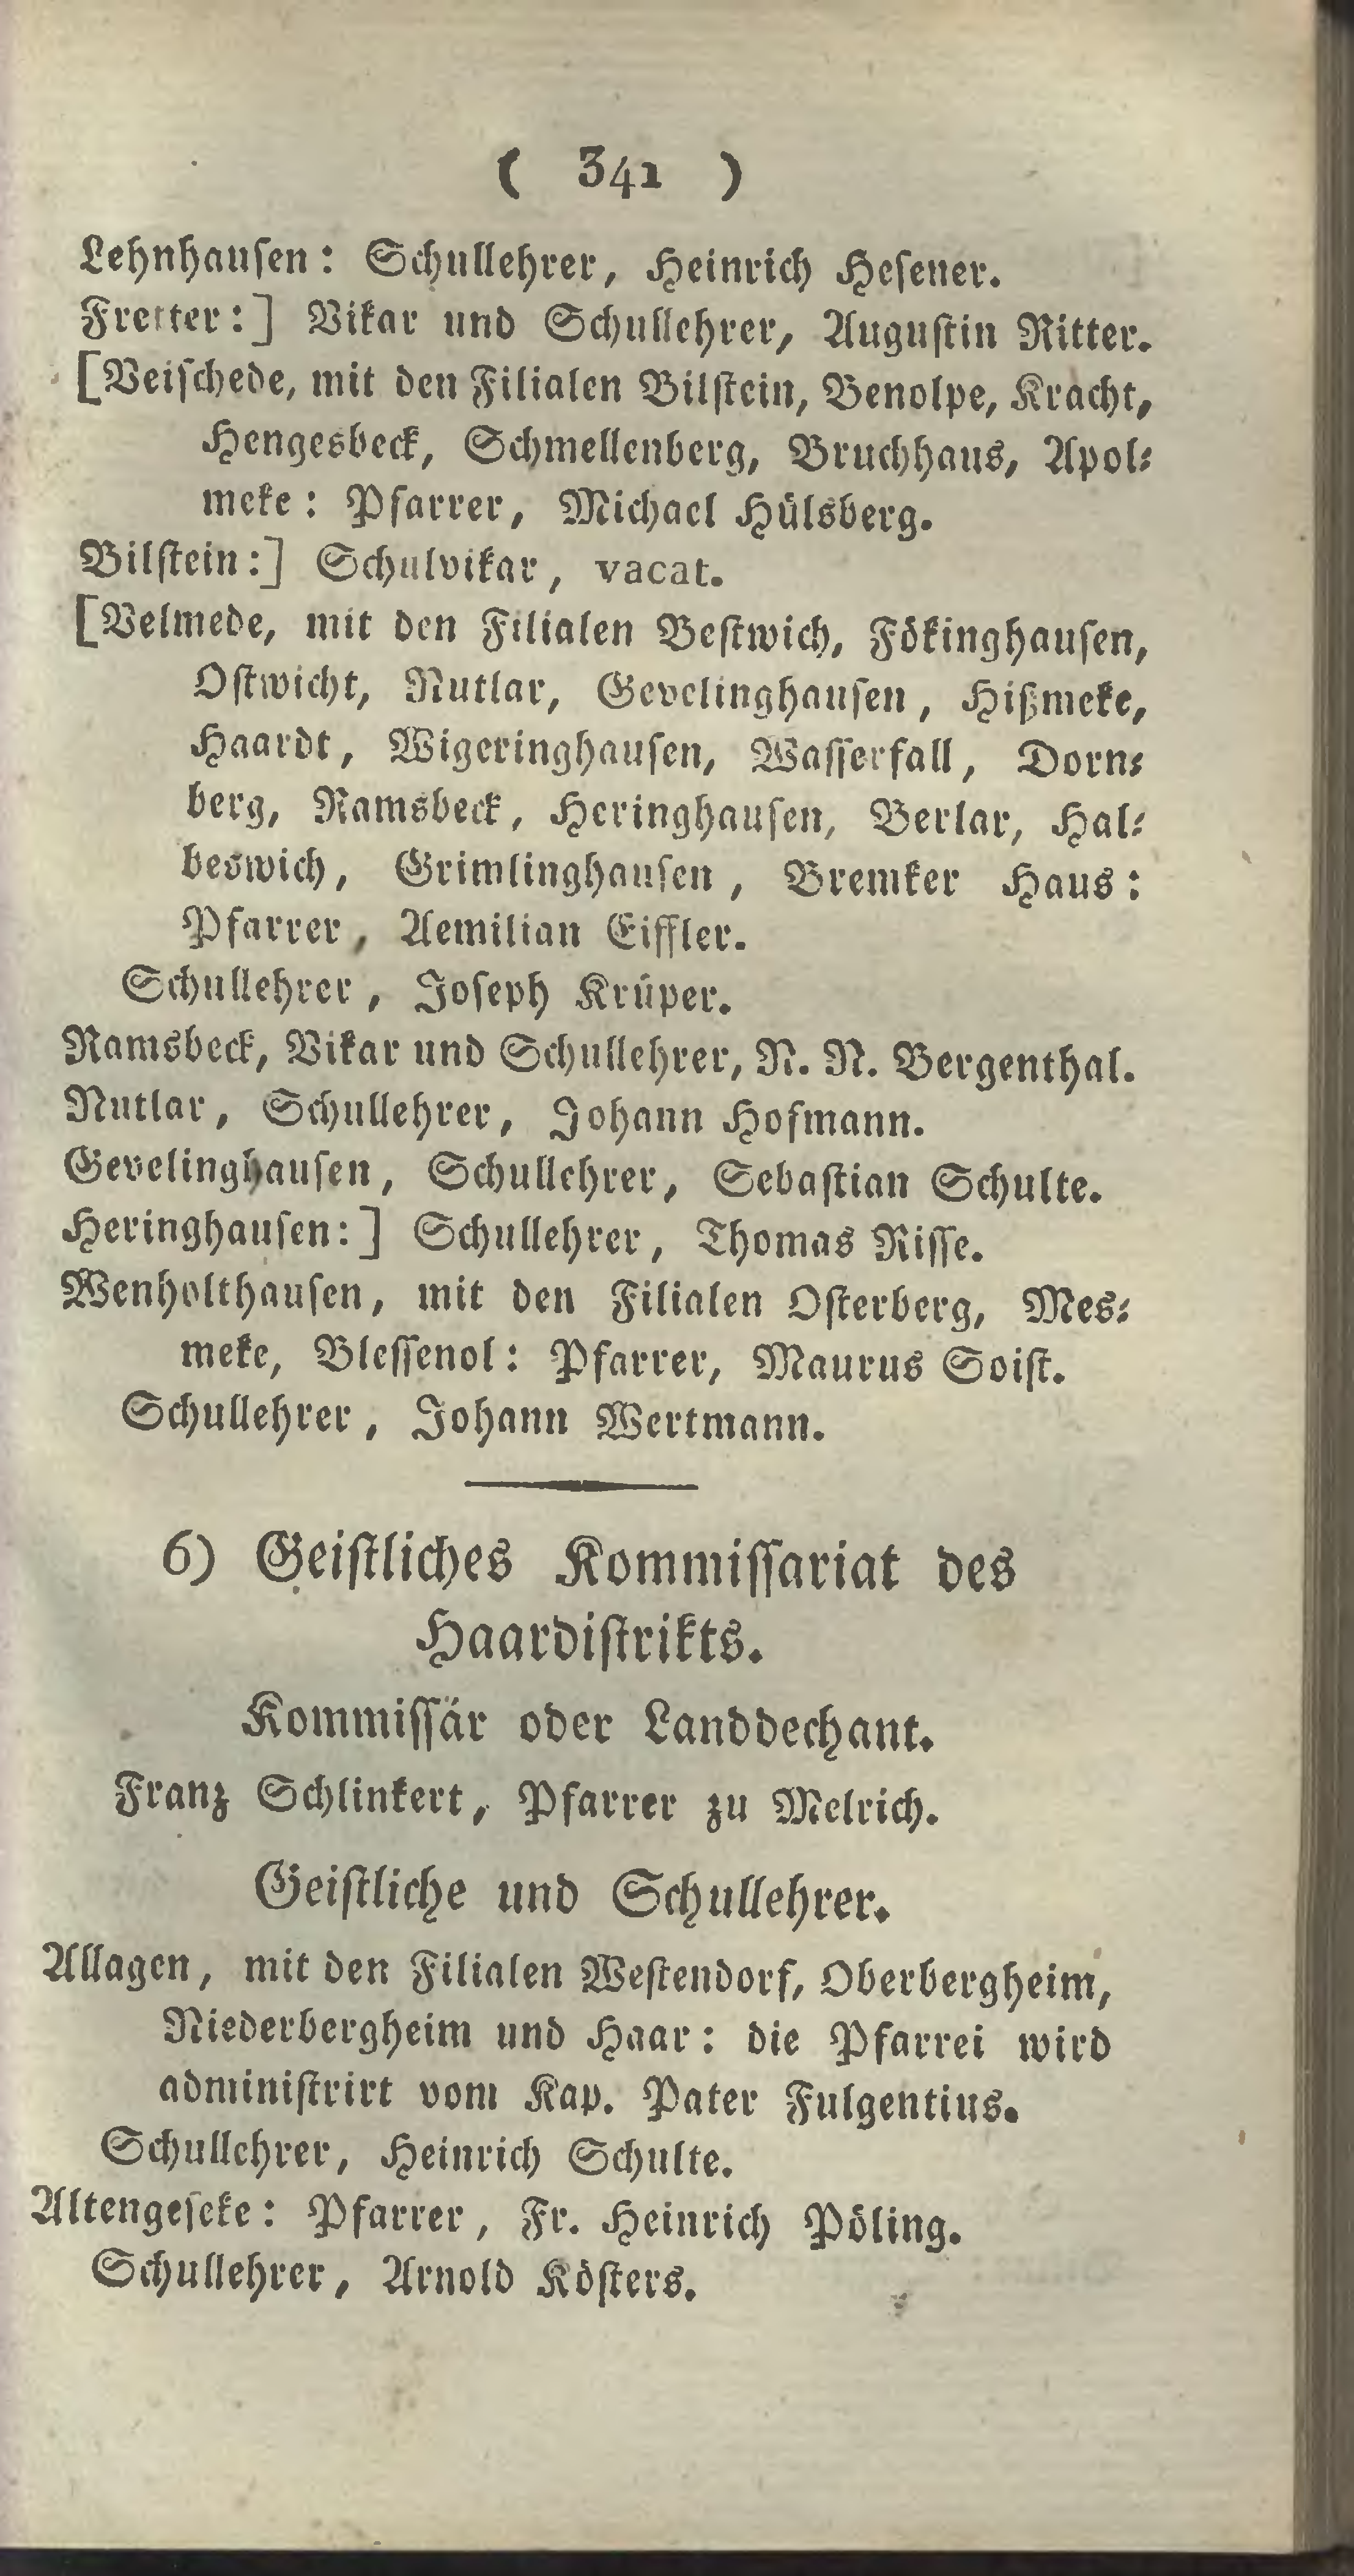 ( 341 )
Lehnhausen: Schullehrer, Heinrich Hesener.
Fretter:] Vikar und Schullehrer, Augustin Ritter.
[Veischede, mit den Filialen Bilstein, Benolpe, Kracht,
Hengesbeck, Schmellenberg, Bruchhaus, Apol-
meke: Pfarrer, Michael Hülsberg.
Bilstein:] Schulvikar, vacat.
[Velmede, mit den Filialen Bestwich, Fökinghausen,
Ostwicht, Nutlar, Gevelinghausen, Hißmeke,
Haardt, Wigeringhausen, Wasserfall, Dorn-
berg, Ramsbeck, Heringhausen, Berlar, Hal-
beswich, Grimlinghausen, Bremker Haus:
Pfarrer, Aemilian Eiffler.
Schullehrer, Joseph Krüper.
Ramsbeck, Vikar und Schullehrer, N. N. Bergenthal.
Nutlar, Schullehrer, Johann Hofmann.
Gevelinghausen, Schullehrer, Sebastian Schulte.
Heringhausen:] Schullehrer, Thomas Risse.
Wenholthausen, mit den Filialen Osterberg, Mes-
meke, Blessenol: Pfarrer, Maurus Soist.
Schullehrer, Johann Wertmann.
6) Geistliches Kommissariat des
Haardistrikts.
Kommissär oder Landdechant.
Franz Schlinkert, Pfarrer zu Melrich.
Geistliche und Schullehrer.
Allagen, mit den Filialen Westendorf, Oberbergheim,
Niederbergheim und Haar: die Pfarrei wird
administrirt vom Kap. Pater Fulgentius.
Schullehrer, Heinrich Schulte.
Altengeseke: Pfarrer, Fr. Heinrich Pöling.
Schullehrer, Arnold Kösters.